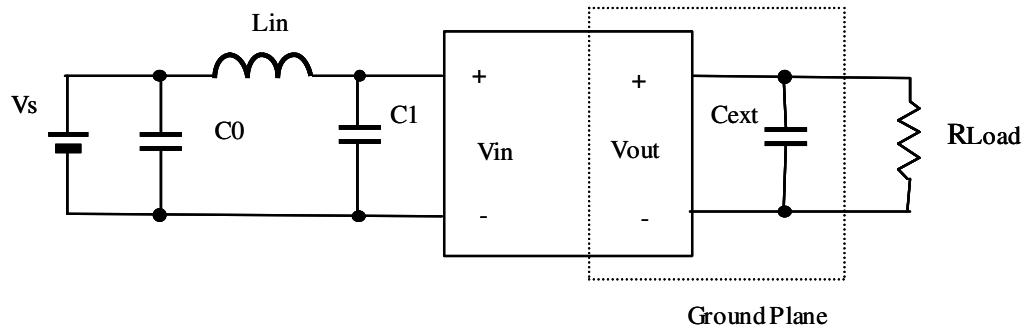 Lin
Vs
C0
C1
+
Vin
-
+
Vout
-
Cext
RLoad
Ground Plane